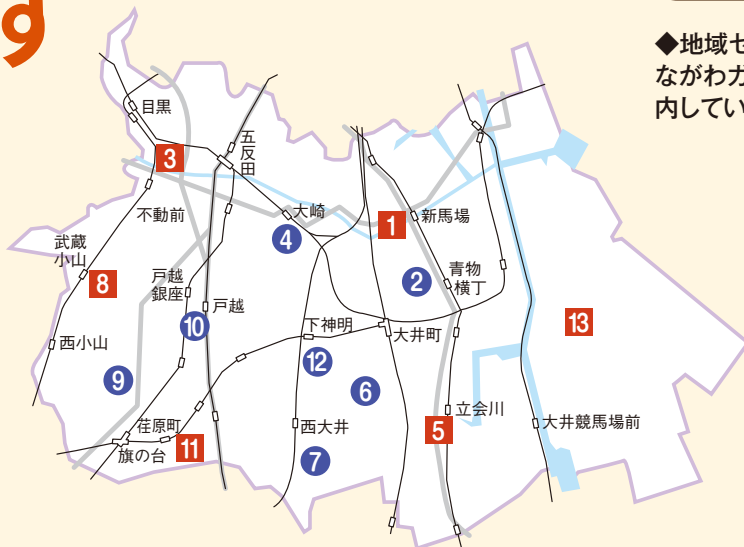 9
◆地域セ
ながわガ
内してい
目黒
五反田
3
不動前
大崎
4
1
新馬場
武蔵
小山
8
戸越
銀座
戸越
10
青物
横丁
2
13
下神明
大井町
12
西小山
9
6
立会川
5
大井競馬場前
荏原町
旗の台
11
西大井
7